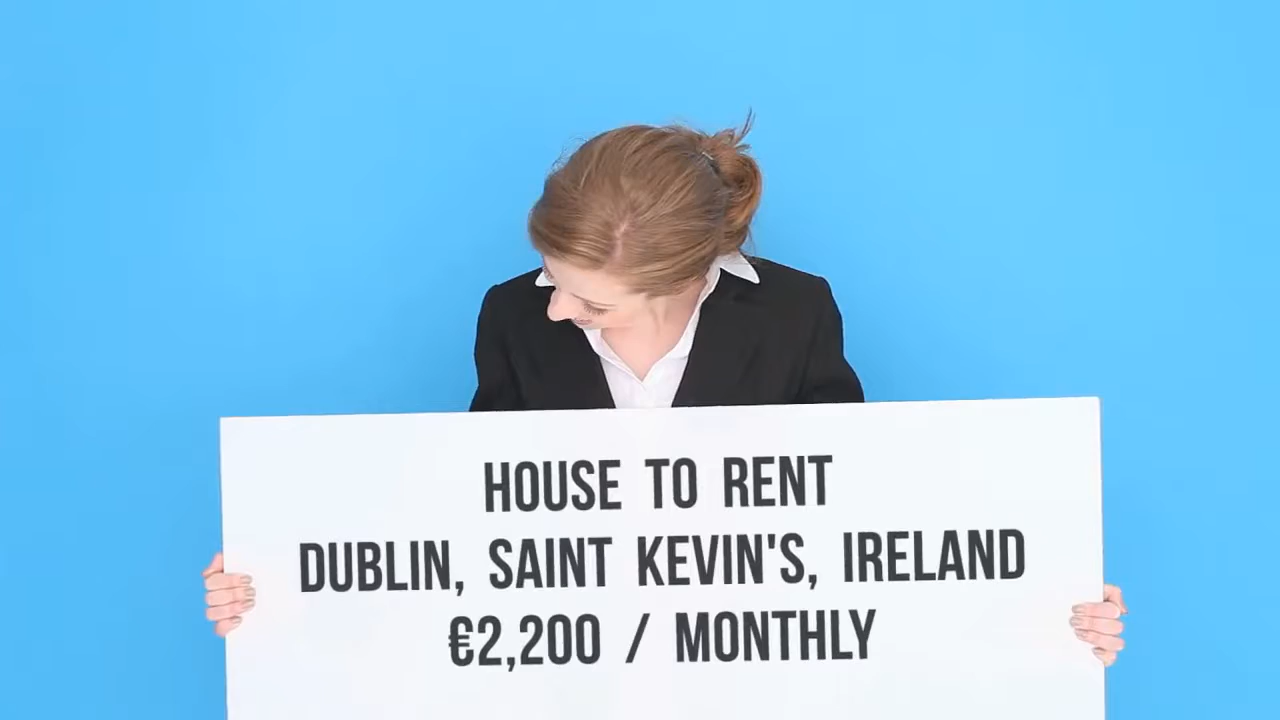 HOUSE TO RENT
DUBLIN, SAINT KEVIN'S, IRELAND
€2,200 / MONTHLY